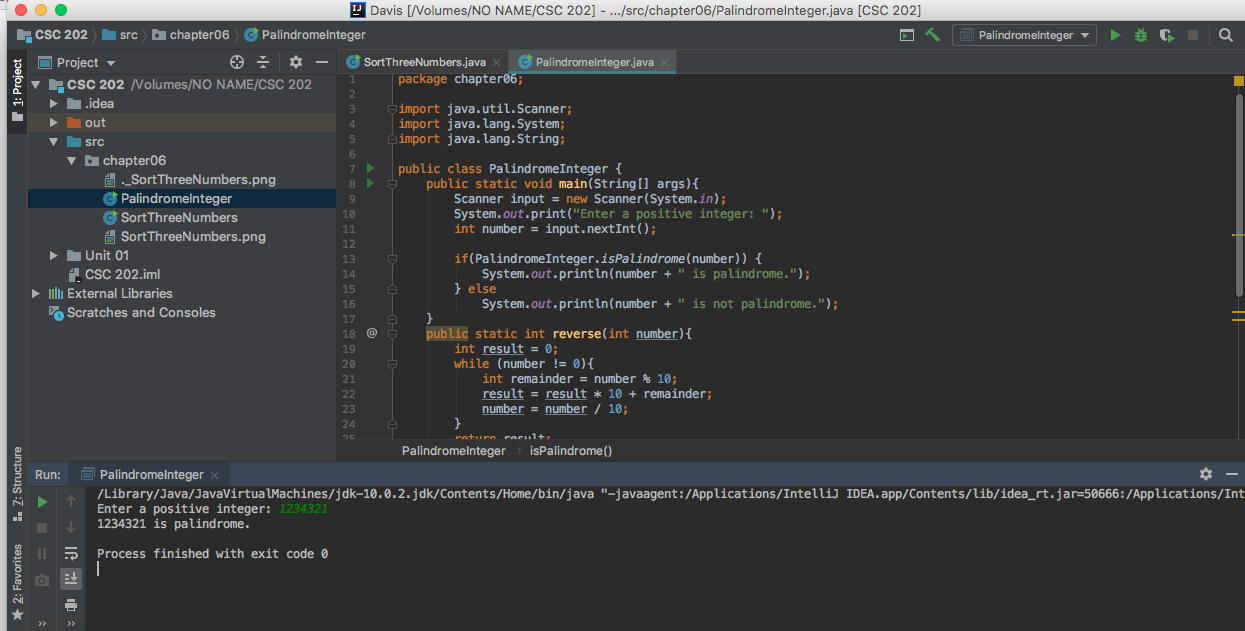 Davis [/Volumes/NO NAME/CSC 202] - .../src/chapter06/PalindromeInteger.java [CSC 202]
CSC 202 src chapter06 PalindromeInteger
PalindromeInteger
1: Project
Project
SortThreeNumbers.java PalindromeInteger.java
CSC 202 /Volumes/NO NAME/CSC 202
.idea
out
src
chapter06
._SortThreeNumbers.png
PalindromeInteger
SortThreeNumbers
SortThreeNumbers.png
Unit 01
CSC 202.iml
External Libraries
Scratches and Consoles
1 package chapter06;
2
3 import java.util.Scanner;
4 import java.lang.System;
5 import java.lang.String;
6
7 public class PalindromeInteger {
8 public static void main(String[] args){
9 Scanner input = new Scanner(System.in);
10 System.out.print("Enter a positive integer: ");
11 int number = input.nextInt();
12
13 if(PalindromeInteger.isPalindrome(number)) {
14 System.out.println(number + " is palindrome.");
15 } else
16 System.out.println(number + " is not palindrome.");
17 }
18 @ public static int reverse(int number){
19 int result = 0;
20 while (number != 0){
21 int remainder = number % 10;
22 result = result * 10 + remainder;
23 number = number / 10;
24 }
25 return result;
PalindromeInteger isPalindrome()
7: Structure
2: Favorites
Run: PalindromeInteger
/Library/Java/JavaVirtualMachines/jdk-10.0.2.jdk/Contents/Home/bin/java "-javaagent:/Applications/IntelliJ IDEA.app/Contents/lib/idea_rt.jar=50666:/Applications/Int
Enter a positive integer: 1234321
1234321 is palindrome.
Process finished with exit code 0